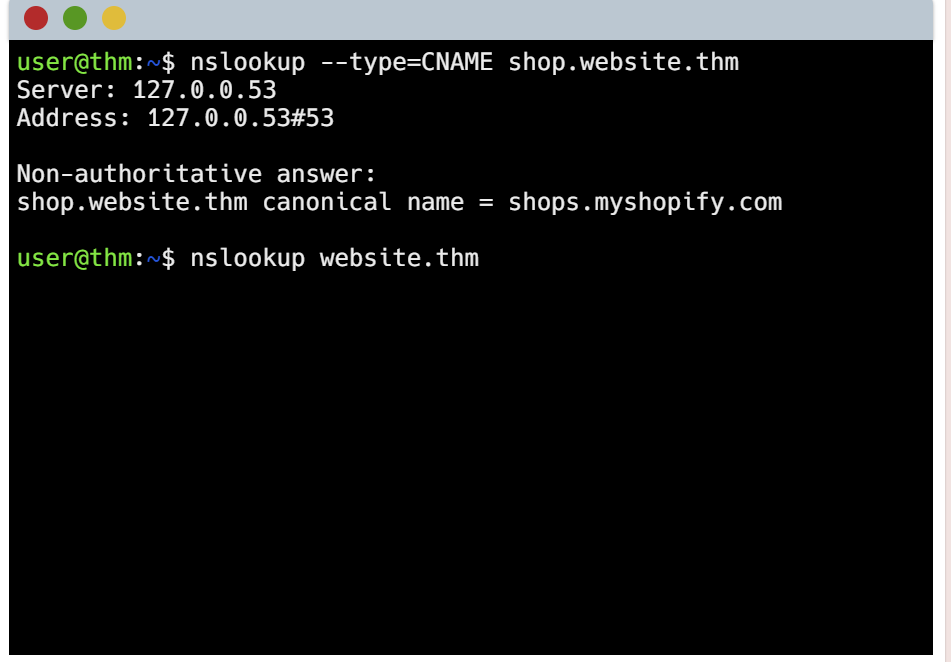 user@thm:~$ nslookup --type=CNAME shop.website.thm
Server: 127.0.0.53
Address: 127.0.0.53#53
Non-authoritative answer:
shop.website.thm canonical name = shops.myshopify.com
user@thm:~$ nslookup website.thm